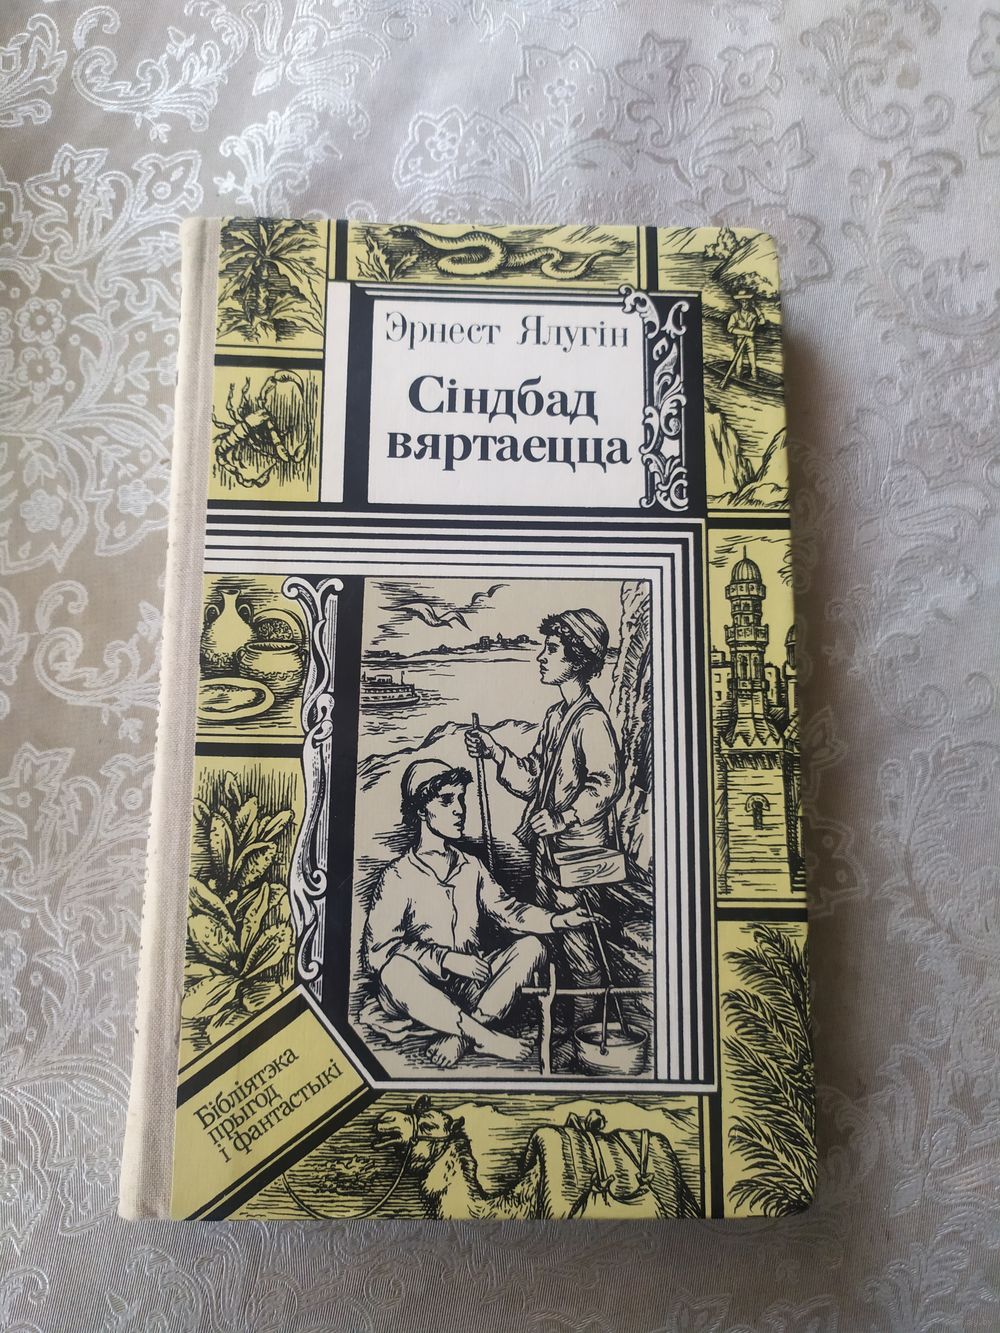 Эрнест Ялугін
Сіндбад
вяртаецца
Бібліятэка
прыгод
і фантастыкі